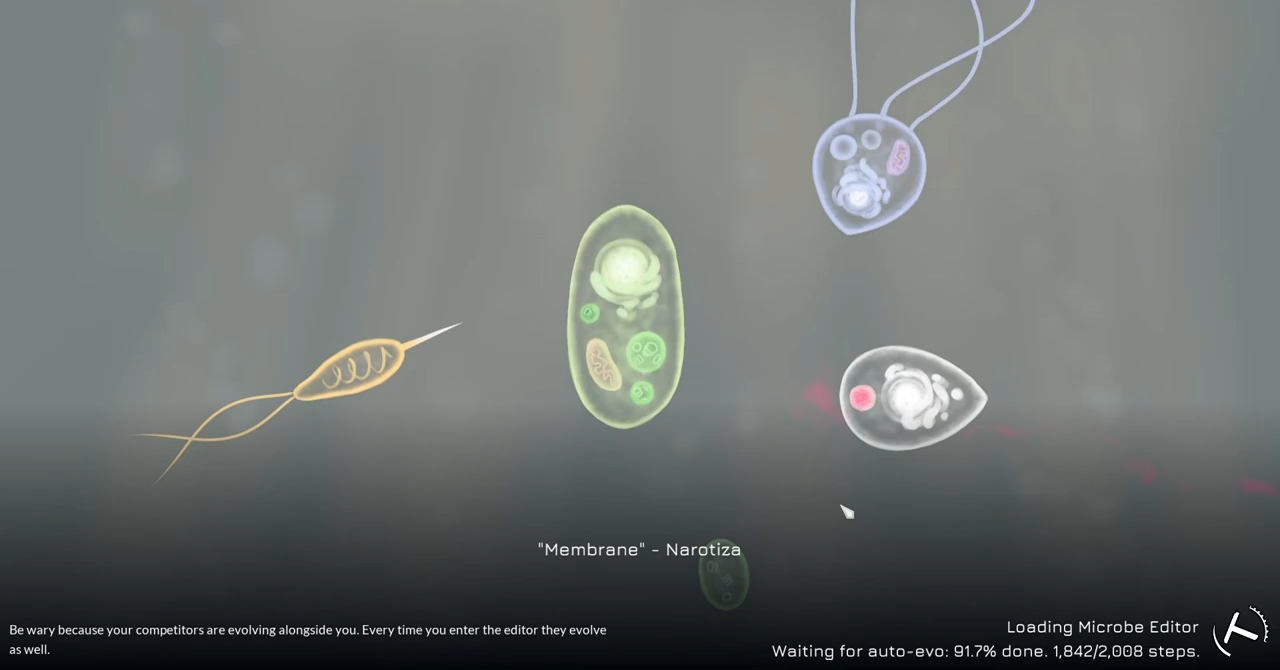 "Membrane" - Narotiza
Be wary because your competitors are evolving alongside you. Every time you enter the editor they evolve
as well.
Loading Microbe Editor
Waiting for auto-evo: 91.7% done. 1,842/2,008 steps.